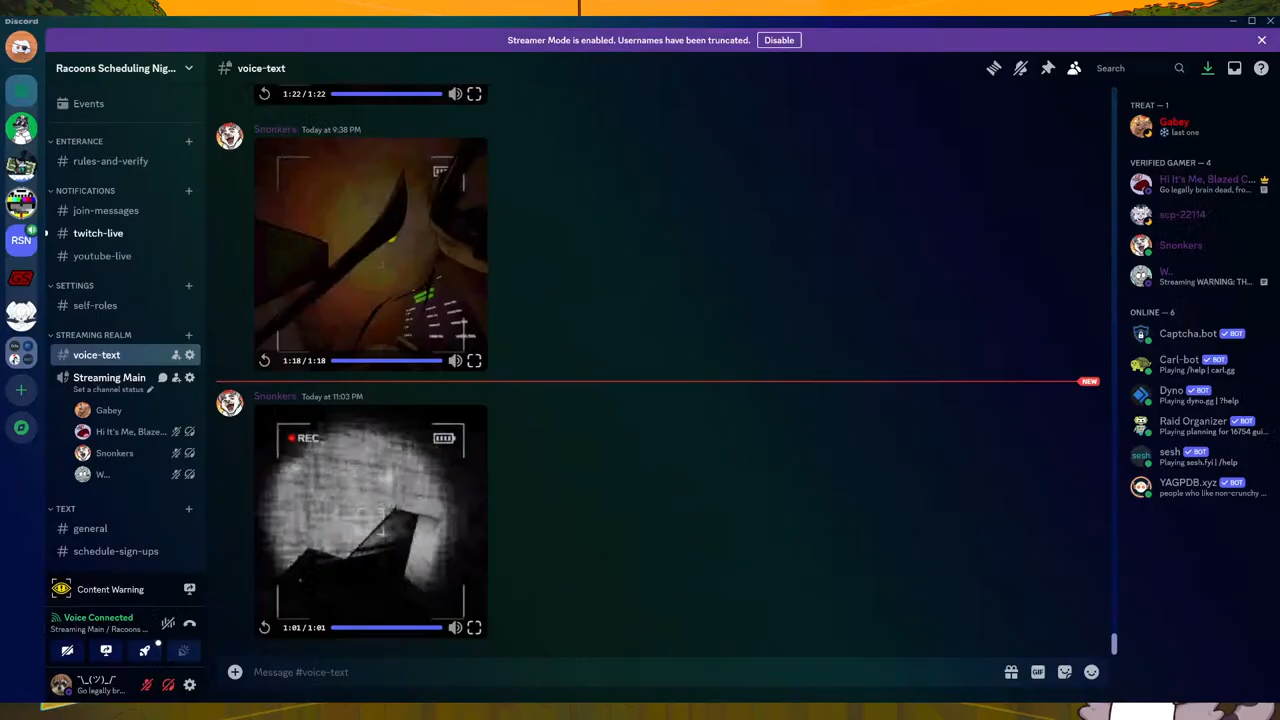 Discord
Streamer Mode is enabled. Usernames have been truncated.
Disable
Racoons Scheduling Nig...
voice-text
Search
Events
ENTERANCE
rules-and-verify
NOTIFICATIONS
join-messages
twitch-live
youtube-live
RSN
SETTINGS
self-roles
STREAMING REALM
voice-text
Streaming Main
Set a channel status
Gabey
Hi It's Me, Blaze...
Snonkers
W...
TEXT
general
schedule-sign-ups
Content Warning
Voice Connected
Streaming Main / Racoons ...
¯\_(ツ)_/¯
Go legally br...
1:22/1:22
Snonkers Today at 9:38 PM
1:18/1:18
NEW
Snonkers Today at 11:03 PM
REC
1:01/1:01
Message #voice-text
GIF
TREAT — 1
Gabey
last one
VERIFIED GAMER — 4
Hi It's Me, Blazed C...
Go legally brain dead, fro...
scp-22114
Snonkers
W...
Streaming WARNING: TH...
ONLINE — 6
Captcha.bot BOT
Carl-bot BOT
Playing /help | carl.gg
Dyno BOT
Playing dyno.gg | ?help
Raid Organizer BOT
Playing planning for 16754 gui...
sesh
sesh BOT
Playing sesh.fyi | /help
YAGPDB.xyz BOT
people who like non-crunchy ...